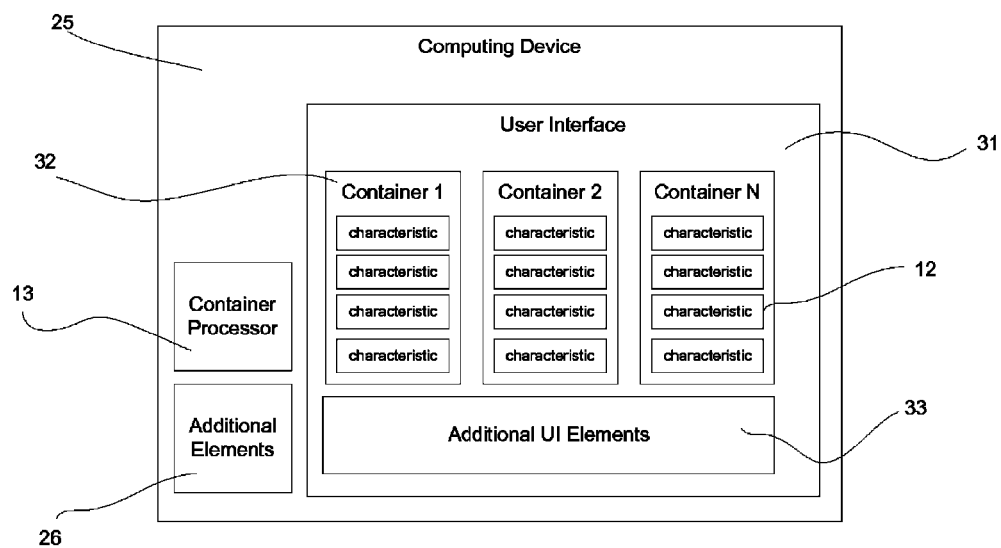 25
Computing Device
User Interface
31
32
Container 1
Container 2
Container N
characteristic
characteristic
characteristic
characteristic
characteristic
characteristic
12
13
Container
Processor
characteristic
characteristic
characteristic
characteristic
characteristic
characteristic
Additional
Elements
Additional UI Elements
33
26